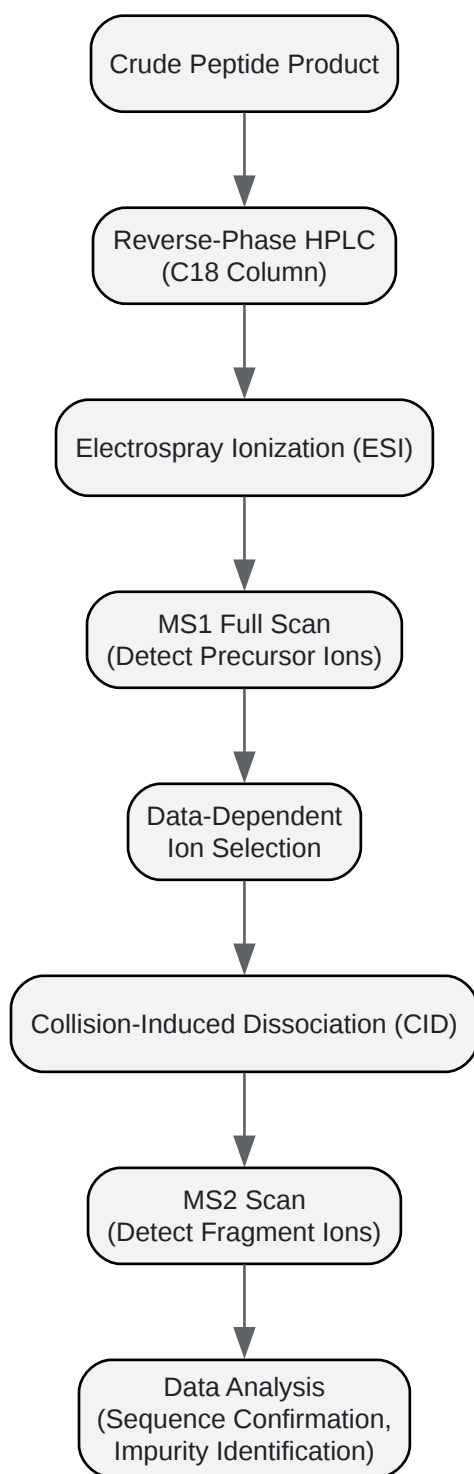 Crude Peptide Product
Reverse-Phase HPLC
(C18 Column)
Electrospray Ionization (ESI)
MS1 Full Scan
(Detect Precursor Ions)
Data-Dependent
Ion Selection
Collision-Induced Dissociation (CID)
MS2 Scan
(Detect Fragment Ions)
Data Analysis
(Sequence Confirmation,
Impurity Identification)